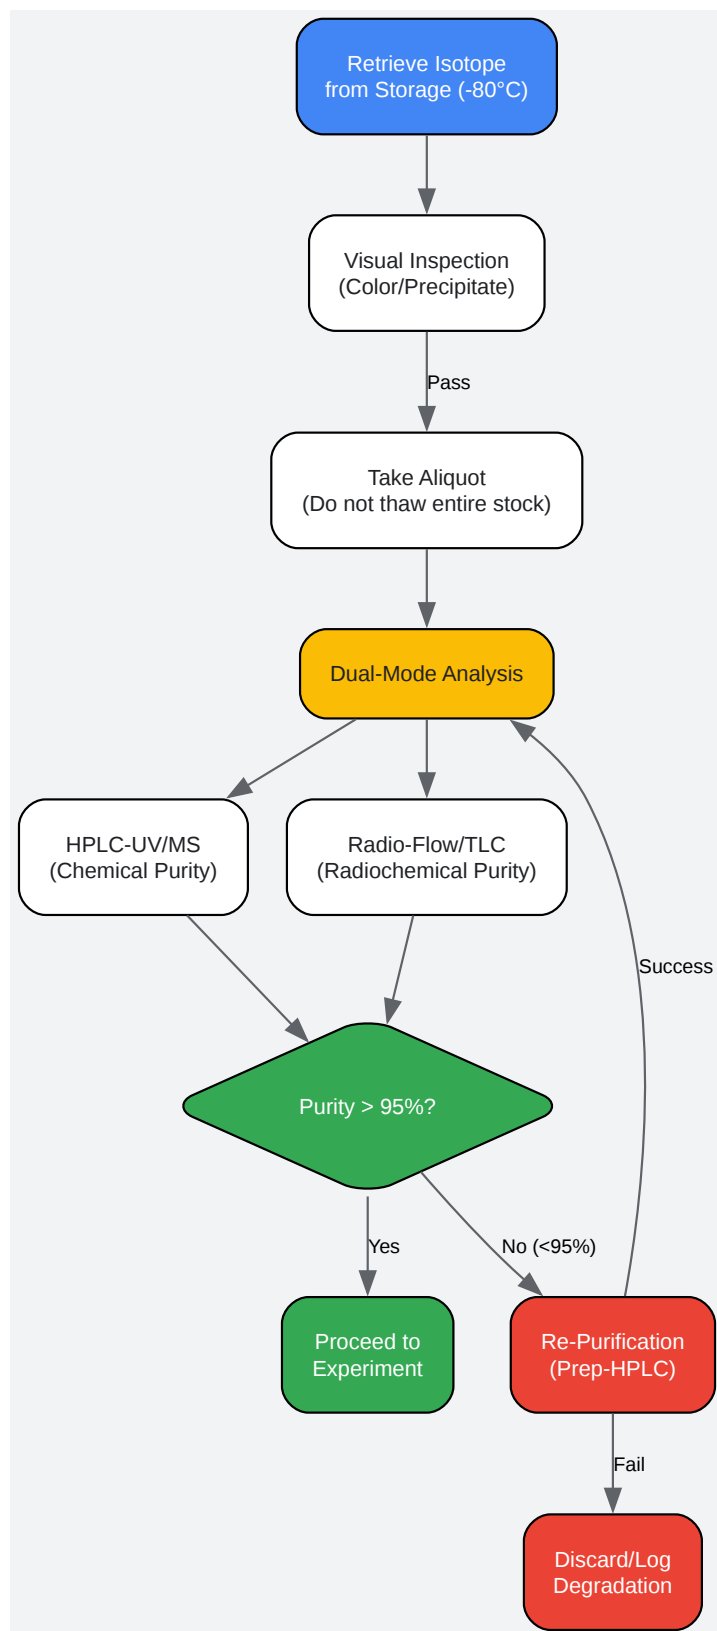 Retrieve Isotope
from Storage (-80°C)
Visual Inspection
(Color/Precipitate)
Pass
Take Aliquot
(Do not thaw entire stock)
Dual-Mode Analysis
HPLC-UV/MS
(Chemical Purity)
Radio-Flow/TLC
(Radiochemical Purity)
Success
Purity > 95%?
Yes
No (<95%)
Proceed to
Experiment
Re-Purification
(Prep-HPLC)
Fail
Discard/Log
Degradation